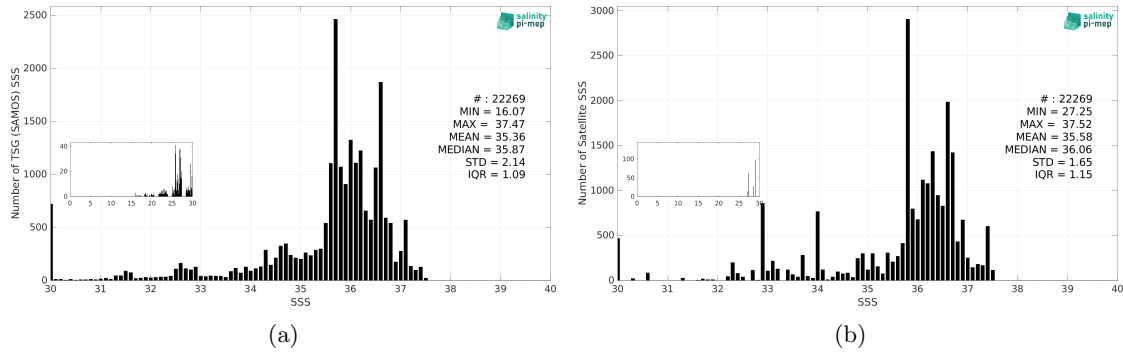 salinity
pi-mep
Number of TSG (SAMOS) SSS
2500
2000
1500
1000
500
0
# : 22269
MIN = 16.07
MAX = 37.47
MEAN = 35.36
MEDIAN = 35.87
STD = 2.14
IQR = 1.09
40
20
0
0 5 10 15 20 25 30
30 31 32 33 34 35 36 37 38 39 40
SSS
(a)
salinity
pi-mep
Number of Satellite SSS
3000
2500
2000
1500
1000
500
0
# : 22269
MIN = 27.25
MAX = 37.52
MEAN = 35.58
MEDIAN = 36.06
STD = 1.65
IQR = 1.15
100
50
0
0 5 10 15 20 25 30
30 31 32 33 34 35 36 37 38 39 40
SSS
(b)